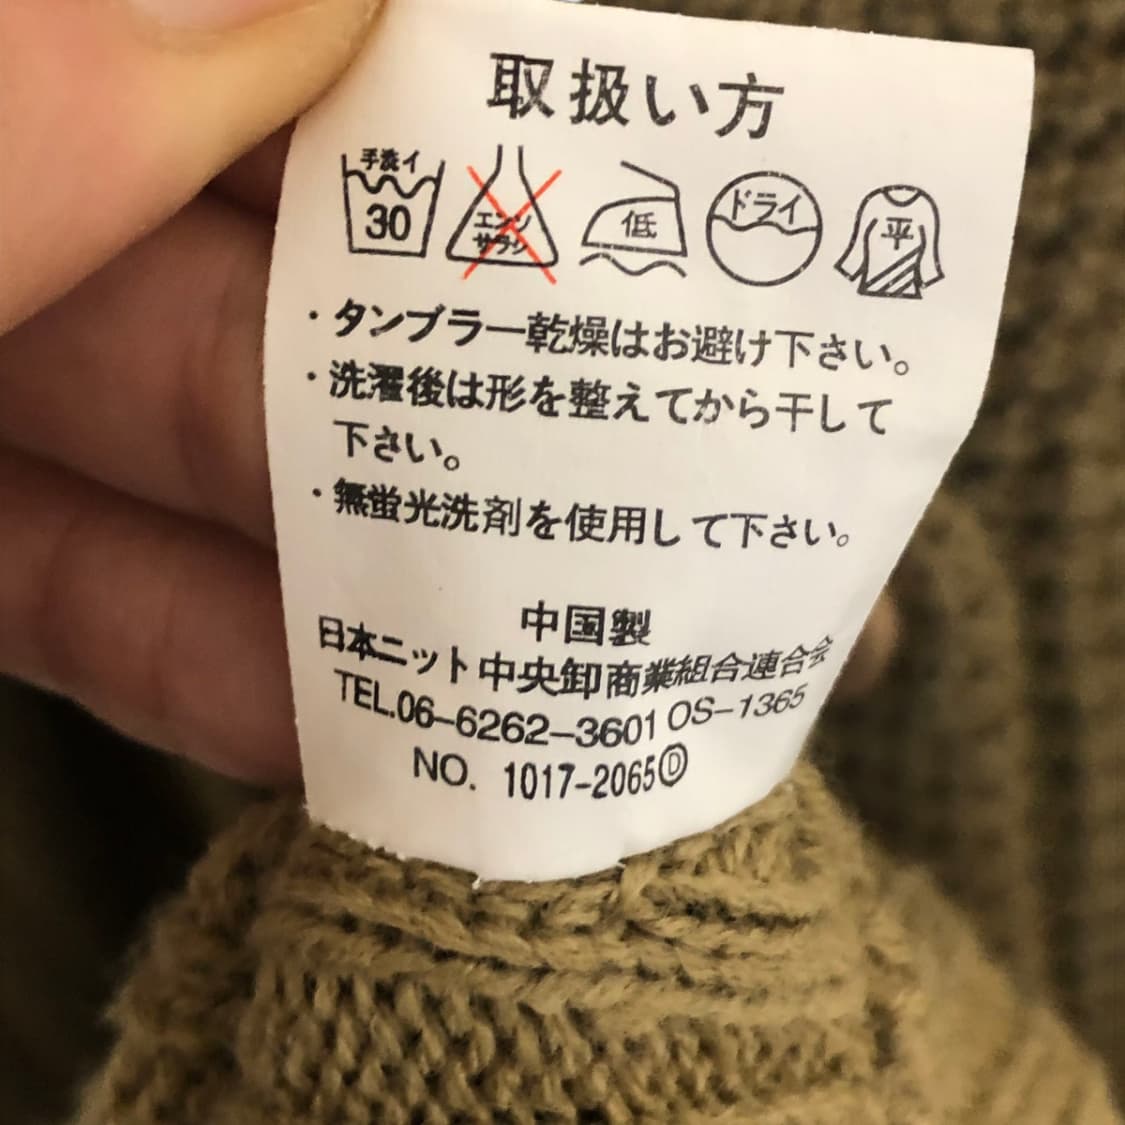 取扱い方
手洗イ
30
エンソ
サラシ
低
ドライ
平
・タンブラー乾燥はお避け下さい。
・洗濯後は形を整えてから干して
下さい。
・無蛍光洗剤を使用して下さい。
中国製
日本ニット中央卸商業組合連合会
TEL.06-6262-3601 OS-1365
NO. 1017-2065Ⓓ